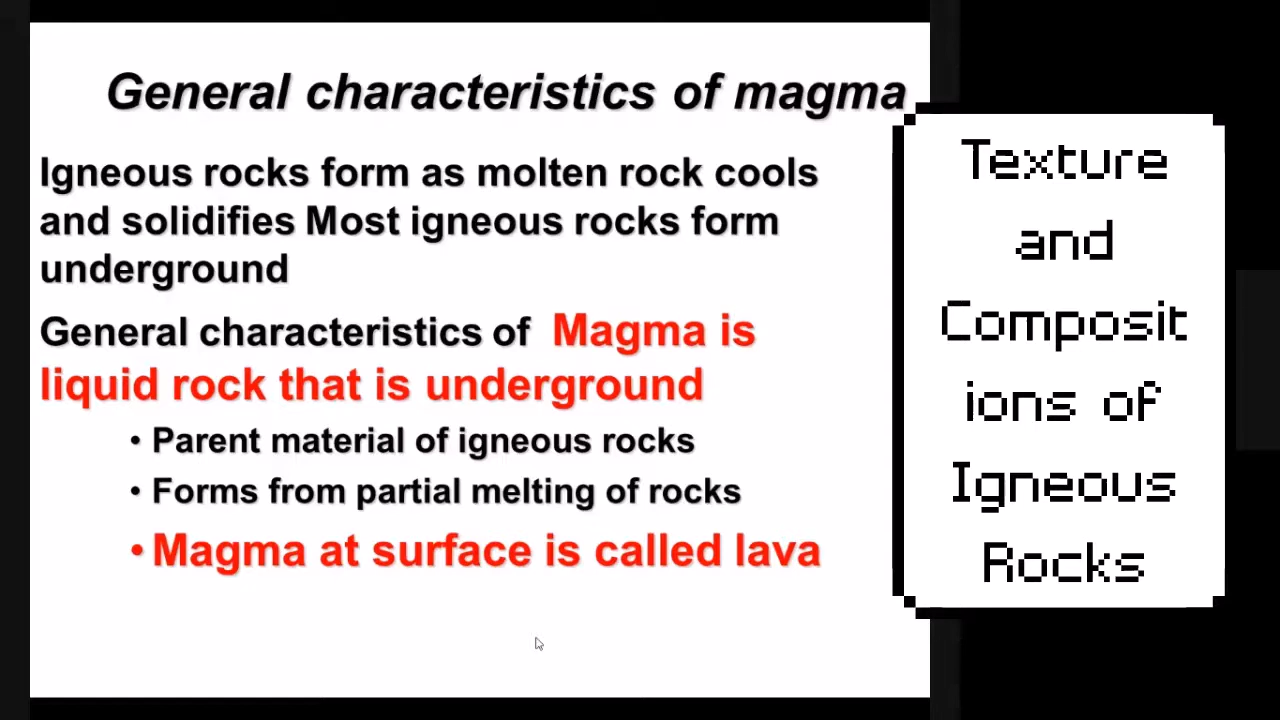 General characteristics of magma
Igneous rocks form as molten rock cools
and solidifies Most igneous rocks form
underground
General characteristics of Magma is
liquid rock that is underground
• Parent material of igneous rocks
• Forms from partial melting of rocks
• Magma at surface is called lava
Texture
and
Composit
ions of
Igneous
Rocks